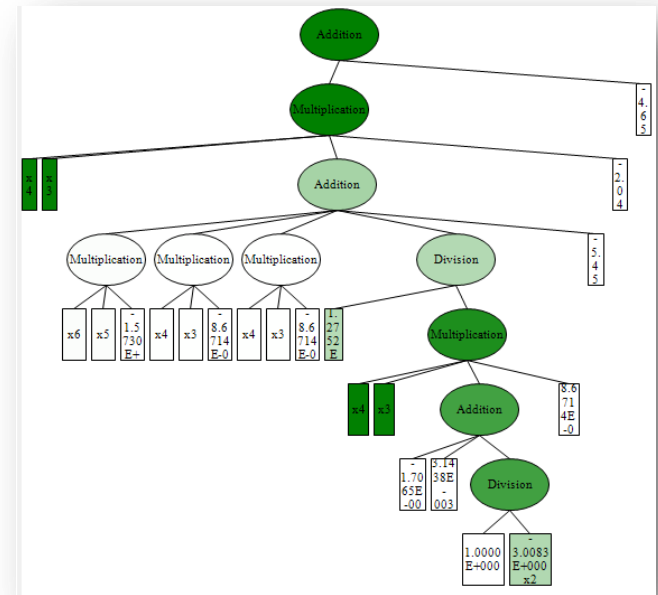 Addition
-
4.
6
5
Multiplication
x
4
x
3
Addition
-
2.
0
4
Multiplication
Multiplication
Multiplication
Division
-
5.
4
5
x6
x5
-
1.5
730
E+
x4
x3
-
8.6
714
E-0
x4
x3
-
8.6
714
E-0
1.
27
52
E
Multiplication
x4
x3
Addition
8.6
71
4E
-0
-
1.70
65E
-00
3.14
38E
-
003
Division
1.0000
E+000
-
3.0083
E+000
x2